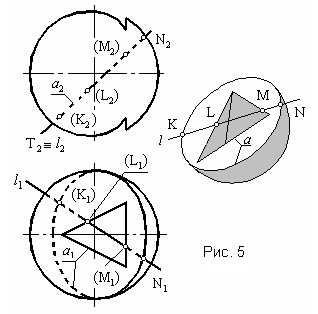 (M₂)
N₂
a₂
(L₂)
(K₂)
T₂ ≡ l₂
M
L
N
K
l
a
(L₁)
l₁
(K₁)
a₁
(M₁)
N₁
Рис. 5